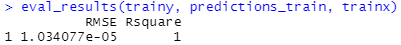 > eval_results(trainy, predictions_train, trainx)
RMSE Rsquare
1 1.034077e-05 1